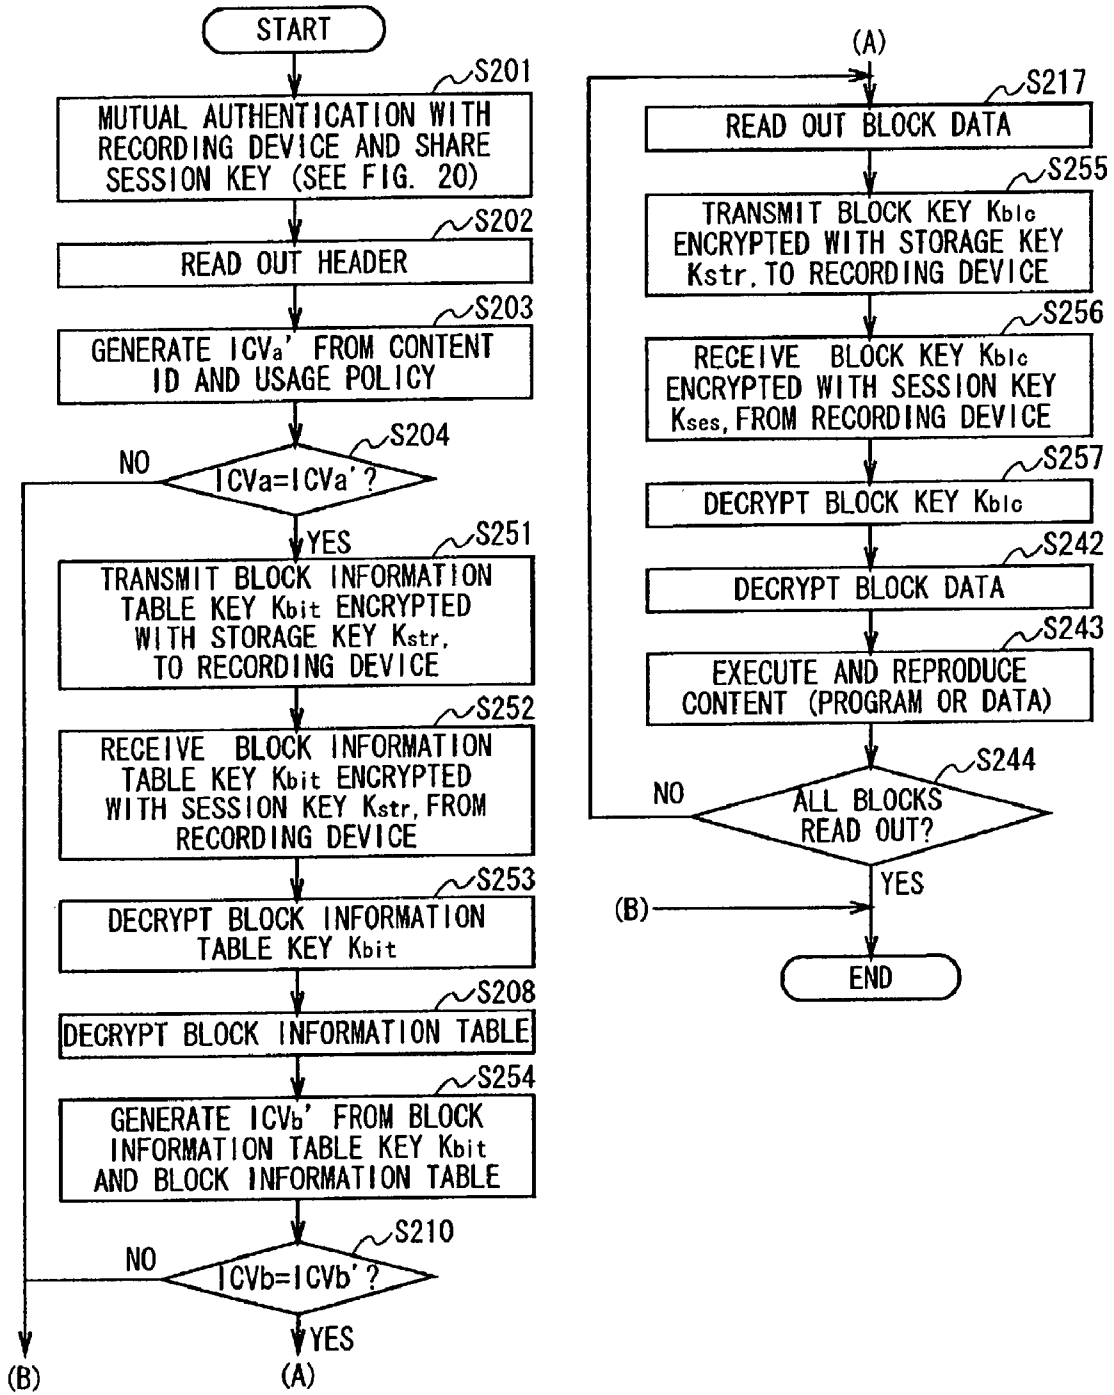 START
S201
MUTUAL AUTHENTICATION WITH
RECORDING DEVICE AND SHARE
SESSION KEY (SEE FIG. 20)
S202
READ OUT HEADER
S203
GENERATE ICVa' FROM CONTENT
ID AND USAGE POLICY
S204
ICVa=ICVa'?
NO
YES
S251
TRANSMIT BLOCK INFORMATION
TABLE KEY Kbit ENCRYPTED
WITH STORAGE KEY Kstr,
TO RECORDING DEVICE
S252
RECEIVE BLOCK INFORMATION
TABLE KEY Kbit ENCRYPTED
WITH SESSION KEY Kstr, FROM
RECORDING DEVICE
S253
DECRYPT BLOCK INFORMATION
TABLE KEY Kbit
S208
DECRYPT BLOCK INFORMATION TABLE
S254
GENERATE ICVb' FROM BLOCK
INFORMATION TABLE KEY Kbit
AND BLOCK INFORMATION TABLE
S210
ICVb=ICVb'?
NO
YES
(B)
(A)
(A)
S217
READ OUT BLOCK DATA
S255
TRANSMIT BLOCK KEY Kblc
ENCRYPTED WITH STORAGE KEY
Kstr, TO RECORDING DEVICE
S256
RECEIVE BLOCK KEY Kblc
ENCRYPTED WITH SESSION KEY
Kses, FROM RECORDING DEVICE
S257
DECRYPT BLOCK KEY Kblc
S242
DECRYPT BLOCK DATA
S243
EXECUTE AND REPRODUCE
CONTENT (PROGRAM OR DATA)
S244
ALL BLOCKS
READ OUT?
NO
YES
(B)
END